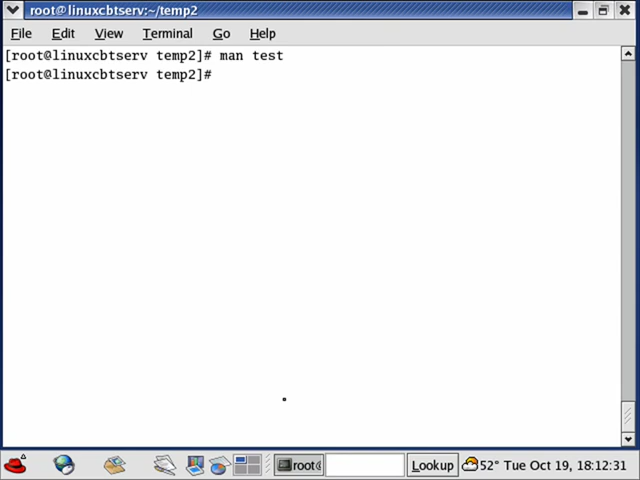 root@linuxcbtserv:~/temp2
File Edit View Terminal Go Help
[root@linuxcbtserv temp2]# man test
[root@linuxcbtserv temp2]#
root@ Lookup 52° Tue Oct 19, 18:12:31